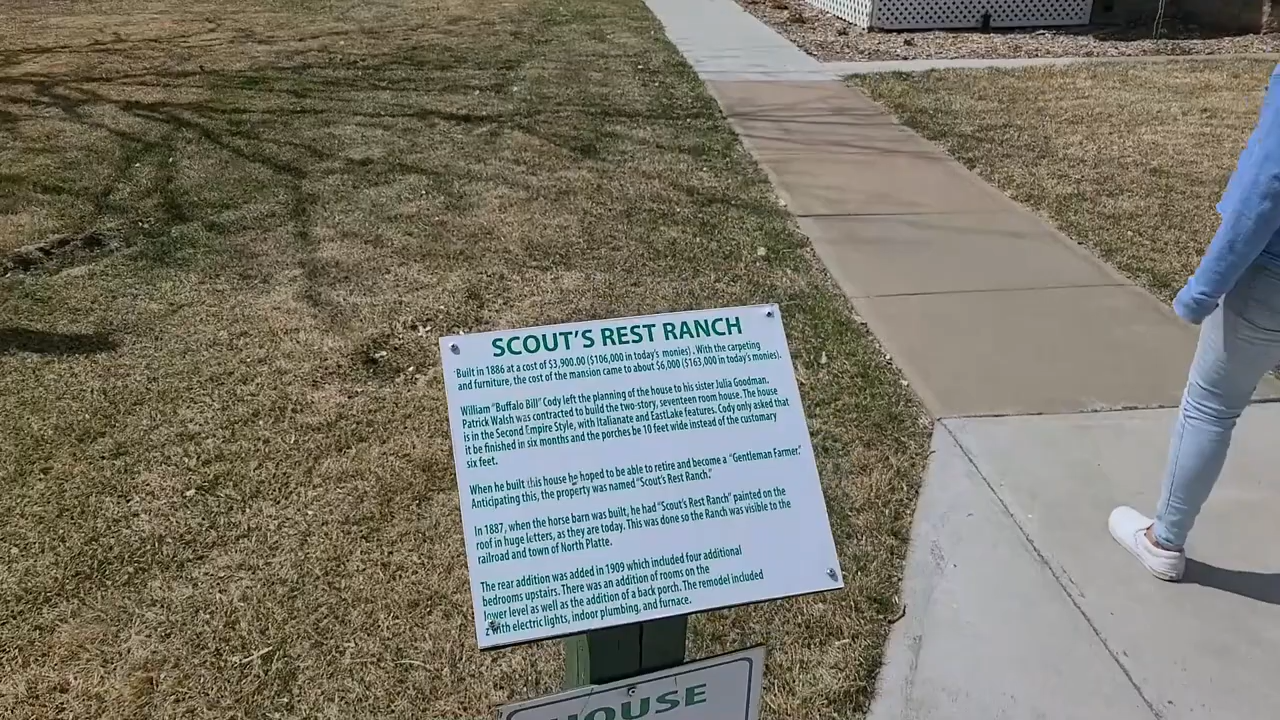 SCOUT'S REST RANCH
Built in 1886 at a cost of $3,900.00 ($106,000 in today's monies). With the carpeting
and furniture, the cost of the mansion came to about $6,000 ($163,000 in today's monies).
William "Buffalo Bill" Cody left the planning of the house to his sister Julia Goodman.
Patrick Walsh was contracted to build the two-story, seventeen room house. The house
is in the Second Empire Style, with Italianate and EastLake features. Cody only asked that
it be finished in six months and the porches be 10 feet wide instead of the customary
six feet.
When he built this house he hoped to be able to retire and become a "Gentleman Farmer."
Anticipating this, the property was named "Scout's Rest Ranch."
In 1887, when the horse barn was built, he had "Scout's Rest Ranch" painted on the
roof in huge letters, as they are today. This was done so the Ranch was visible to the
railroad and town of North Platte.
The rear addition was added in 1909 which included four additional
bedrooms upstairs. There was an addition of rooms on the
lower level as well as the addition of a back porch. The remodel included
with electric lights, indoor plumbing, and furnace.
HOUSE